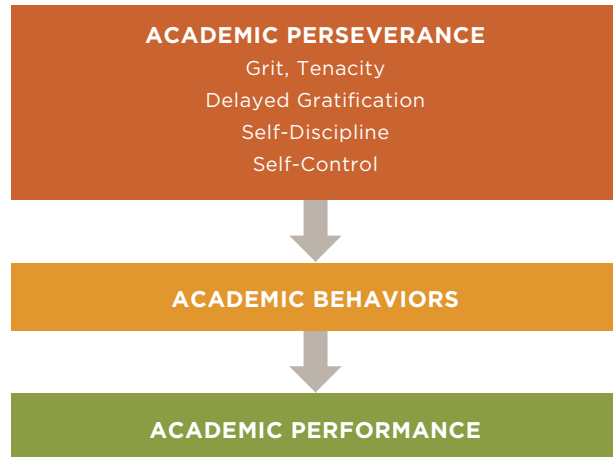 ACADEMIC PERSEVERANCE
Grit, Tenacity
Delayed Gratification
Self-Discipline
Self-Control
ACADEMIC BEHAVIORS
ACADEMIC PERFORMANCE